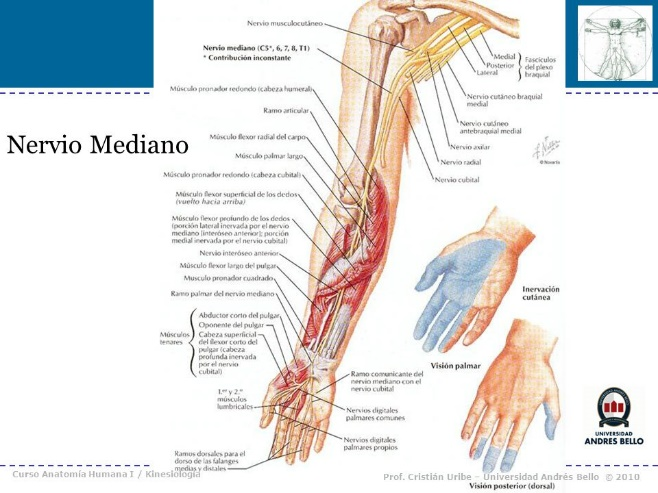 Nervio Mediano
Nervio musculocutáneo
Nervio mediano (C5*, 6, 7, 8, T1)
* Contribución inconstante
Músculo pronador redondo (cabeza humeral)
Ramo articular
Músculo flexor radial del carpo
Músculo palmar largo
Músculo pronador redondo (cabeza cubital)
Músculo flexor superficial de los dedos
(vuelto hacia arriba)
Músculo flexor profundo de los dedos
(porción lateral inervada por el nervio
mediano [interóseo anterior]; porción
medial inervada por el nervio cubital)
Nervio interóseo anterior
Músculo flexor largo del pulgar
Musculo pronador cuadrado
Ramo palmar del nervio mediano
Músculos
tenares
Abductor corto del pulgar
Oponente del pulgar
Cabeza superficial
del flexor corto del
pulgar (cabeza
profunda inervada
por el nervio
cubital)
1.er y 2.º
músculos
lumbricales
Ramos dorsales para el
dorso de las falanges
medias y distales
Medial
Posterior
Lateral
Fascículos
del plexo
braquial
Nervio cutáneo braquial
medial
Nervio cutáneo
antebraquial medial
Nervio axilar
Nervio radial
Nervio cubital
Inervación
cutánea
Visión palmar
Ramo comunicante del
nervio mediano con el
nervio cubital
Nervios digitales
palmares comunes
Nervios digitales
palmares propios
Visión posterior (dorsal)
UNIVERSIDAD
ANDRES BELLO
Curso Anatomía Humana I / Kinesiología
Prof. Cristián Uribe – Universidad Andrés Bello © 2010